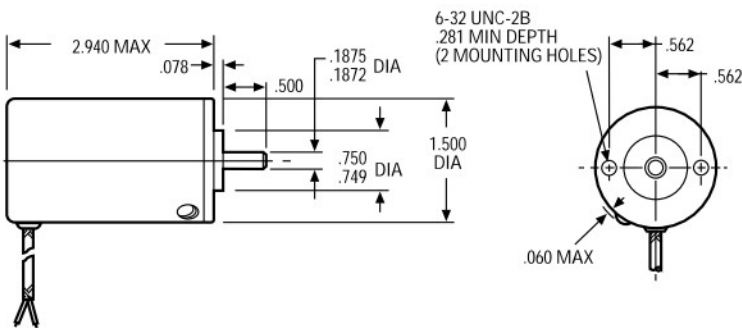 2.940 MAX
.078
.500
.1875
.1872
DIA
.750
.749
DIA
1.500
DIA
6-32 UNC-2B
.281 MIN DEPTH
(2 MOUNTING HOLES)
.562
.562
.060 MAX